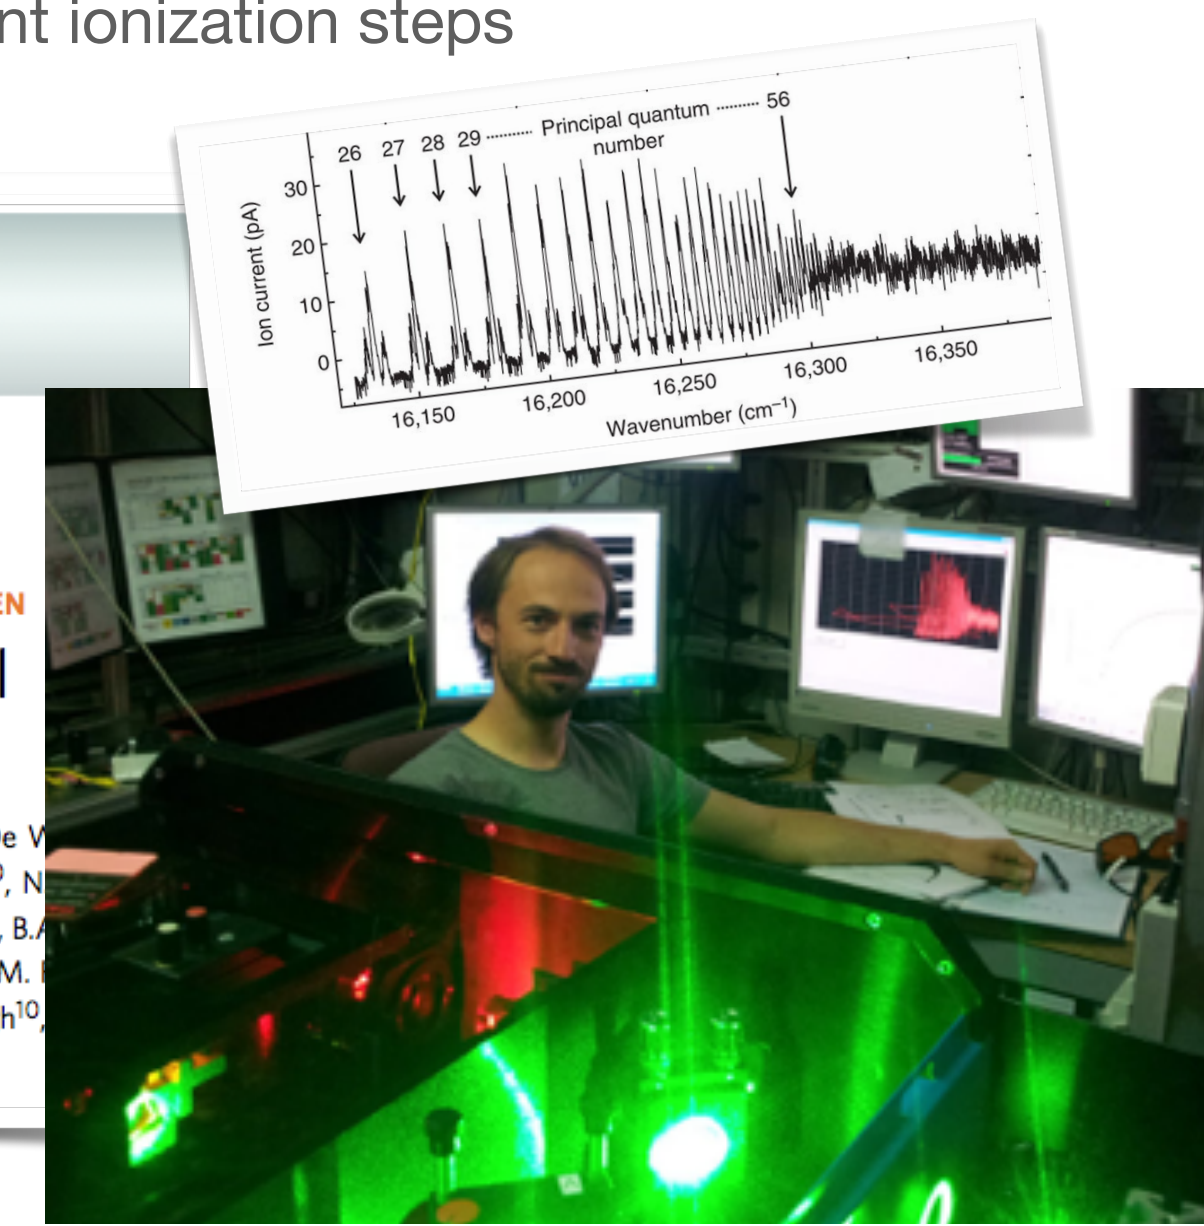 nt ionization steps
26 27 28 29 ·········· Principal quantum ·········· 56
number
30
20
10
0
Ion current (pA)
16,150 16,200 16,250 16,300 16,350
Wavenumber (cm⁻¹)
EN
l
e W
, N
, B.A
M.
h¹⁰,